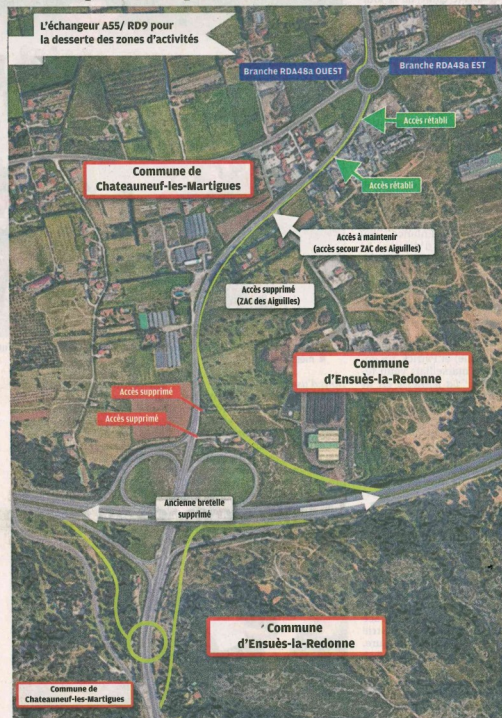 L'échangeur A55/ RD9 pour
la desserte des zones d'activités
Branche RDA48a OUEST
Branche RDA48a EST
Accès rétabli
Commune de
Chateauneuf-les-Martigues
Accès rétabli
Accès à maintenir
(accès secour ZAC des Aiguilles)
Accès supprimé
(ZAC des Aiguilles)
Commune
d'Ensuès-la-Redonne
Accès supprimé
Accès supprimé
Ancienne bretelle
supprimé
Commune
d'Ensuès-la-Redonne
Commune de
Chateauneuf-les-Martigues